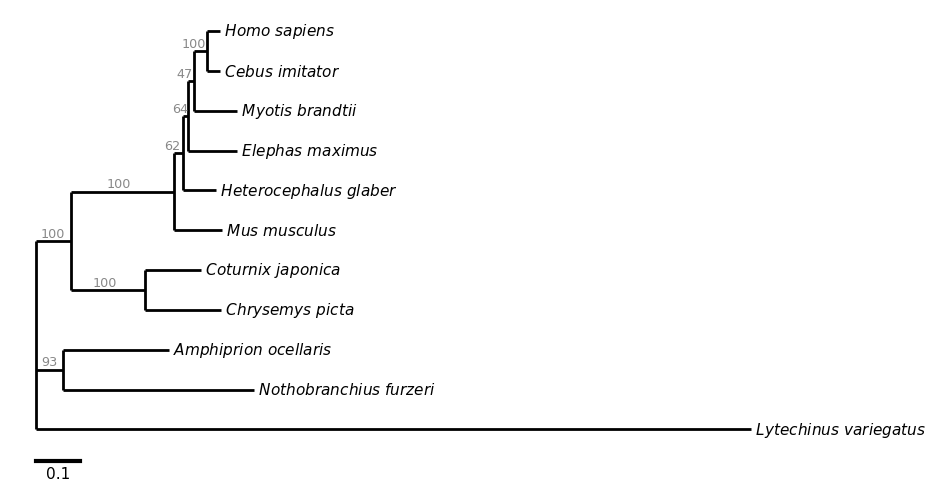 Homo sapiens
100
Cebus imitator
47
Myotis brandtii
64
Elephas maximus
62
Heterocephalus glaber
100
Mus musculus
100
Coturnix japonica
100
Chrysemys picta
Amphiprion ocellaris
93
Nothobranchius furzeri
Lytechinus variegatus
0.1